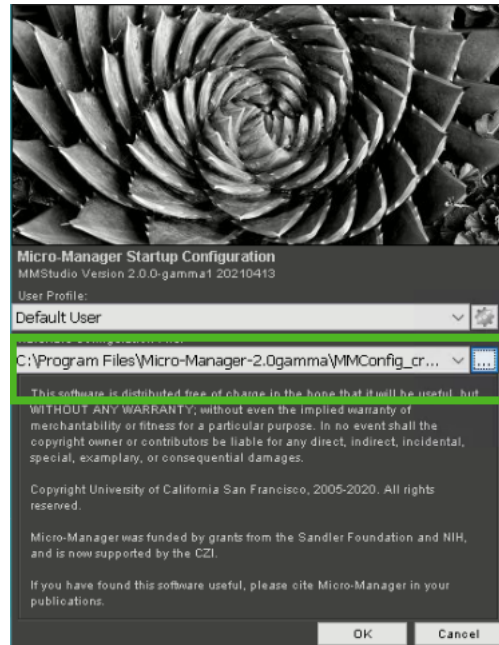 Micro-Manager Startup Configuration
MMStudio Version 2.0.0-gamma1 20210413
User Profile:
Default User
Configuration File:
C:\Program Files\Micro-Manager-2.0gamma\MMConfig_cr... ...
This software is distributed free of charge in the hope that it will be useful, but
WITHOUT ANY WARRANTY; without even the implied warranty of
merchantability or fitness for a particular purpose. In no event shall the
copyright owner or contributors be liable for any direct, indirect, incidental,
special, examplary, or consequential damages.
Copyright University of California San Francisco, 2005-2020. All rights
reserved.
Micro-Manager was funded by grants from the Sandler Foundation and NIH,
and is now supported by the CZI.
If you have found this software useful, please cite Micro-Manager in your
publications.
OK Cancel